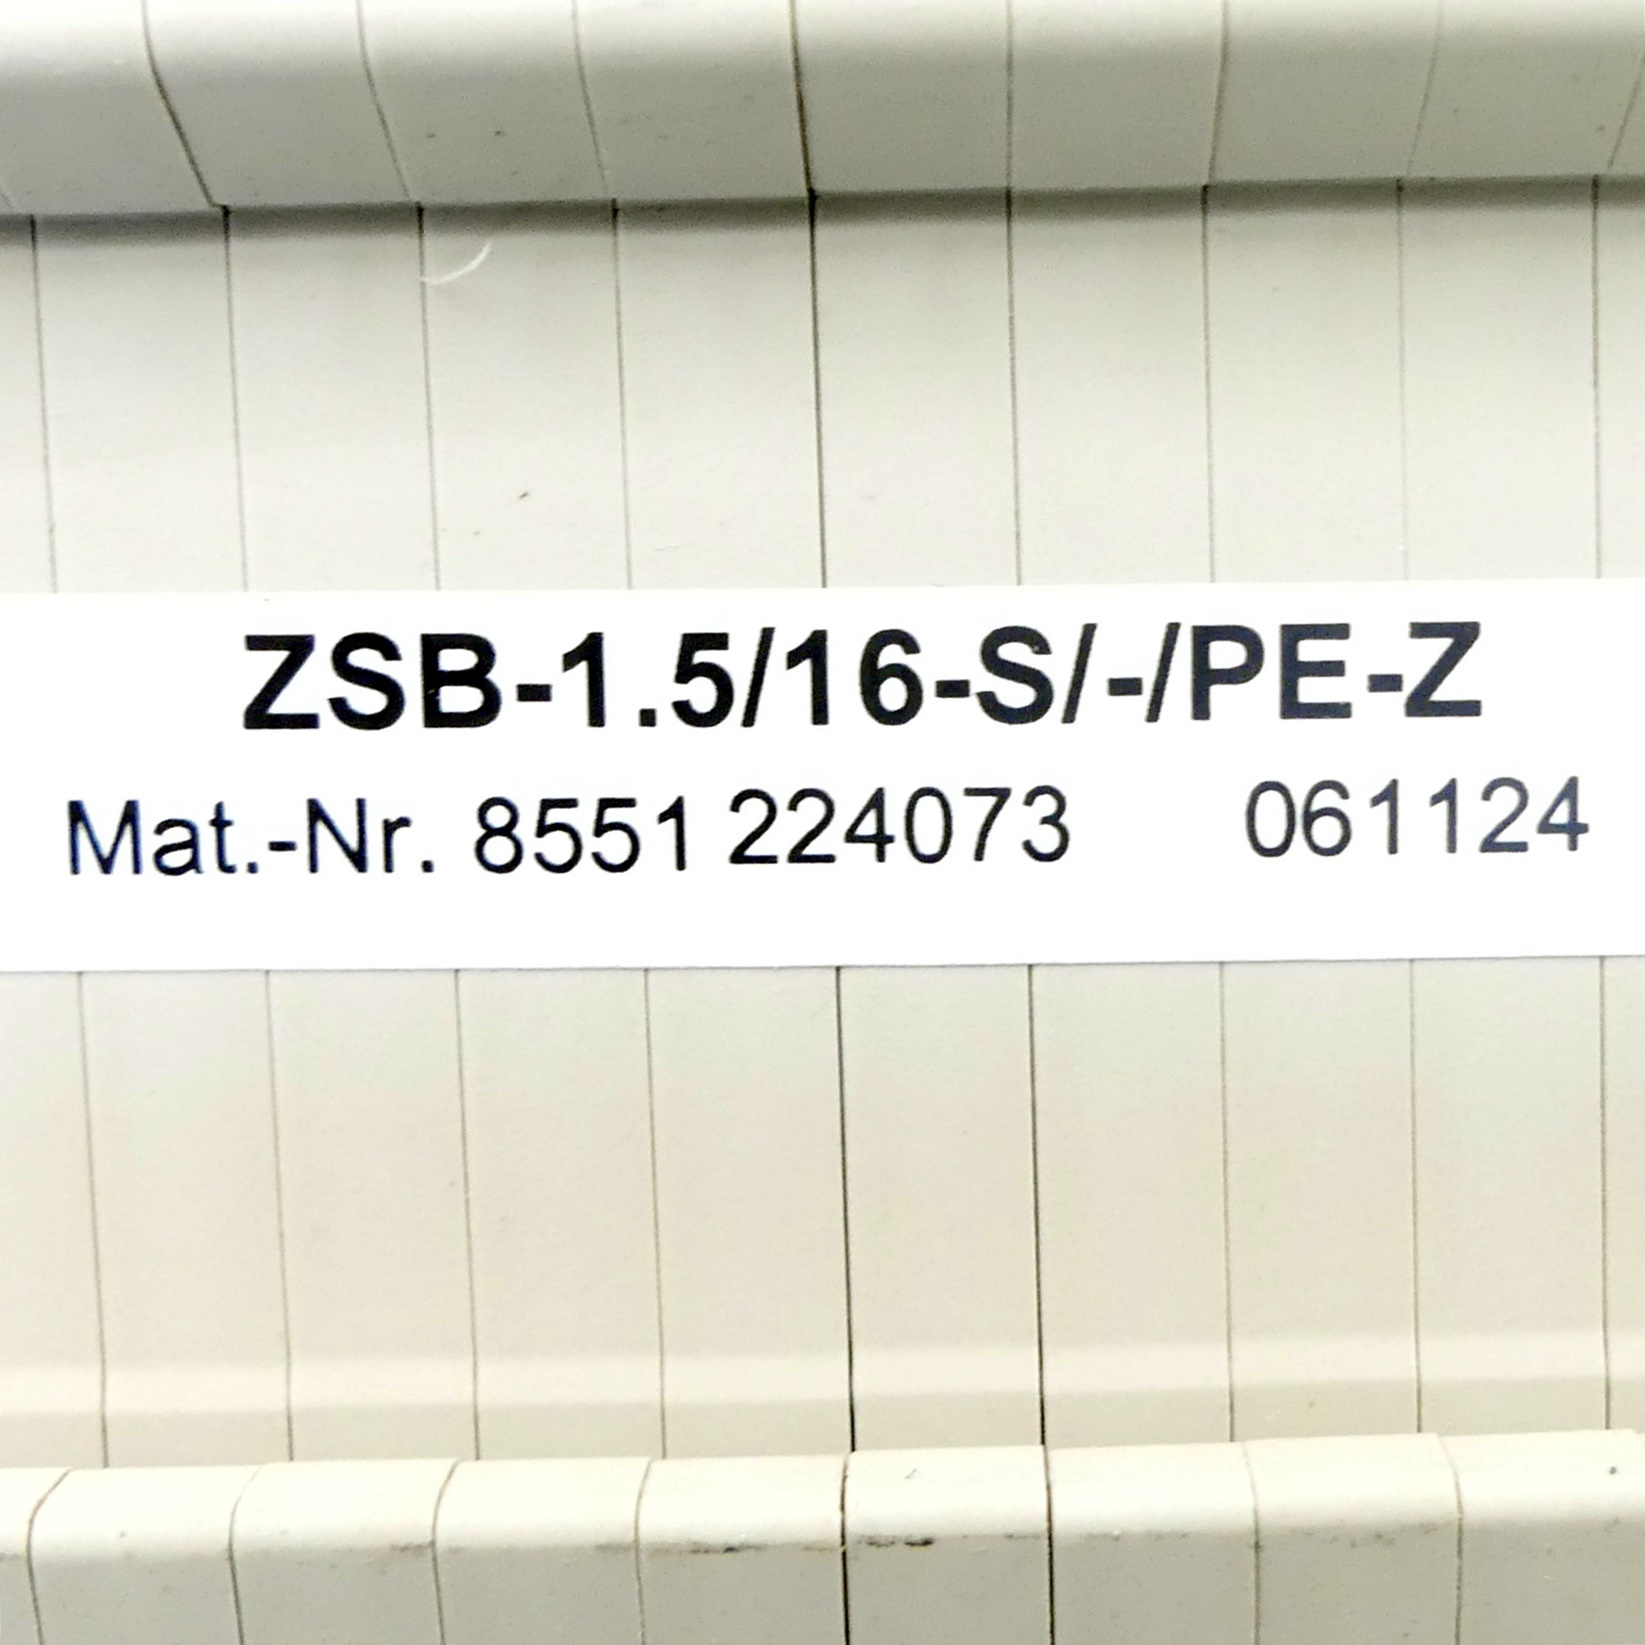 ZSB-1.5/16-S/-/PE-Z
Mat.-Nr. 8551 224073 061124